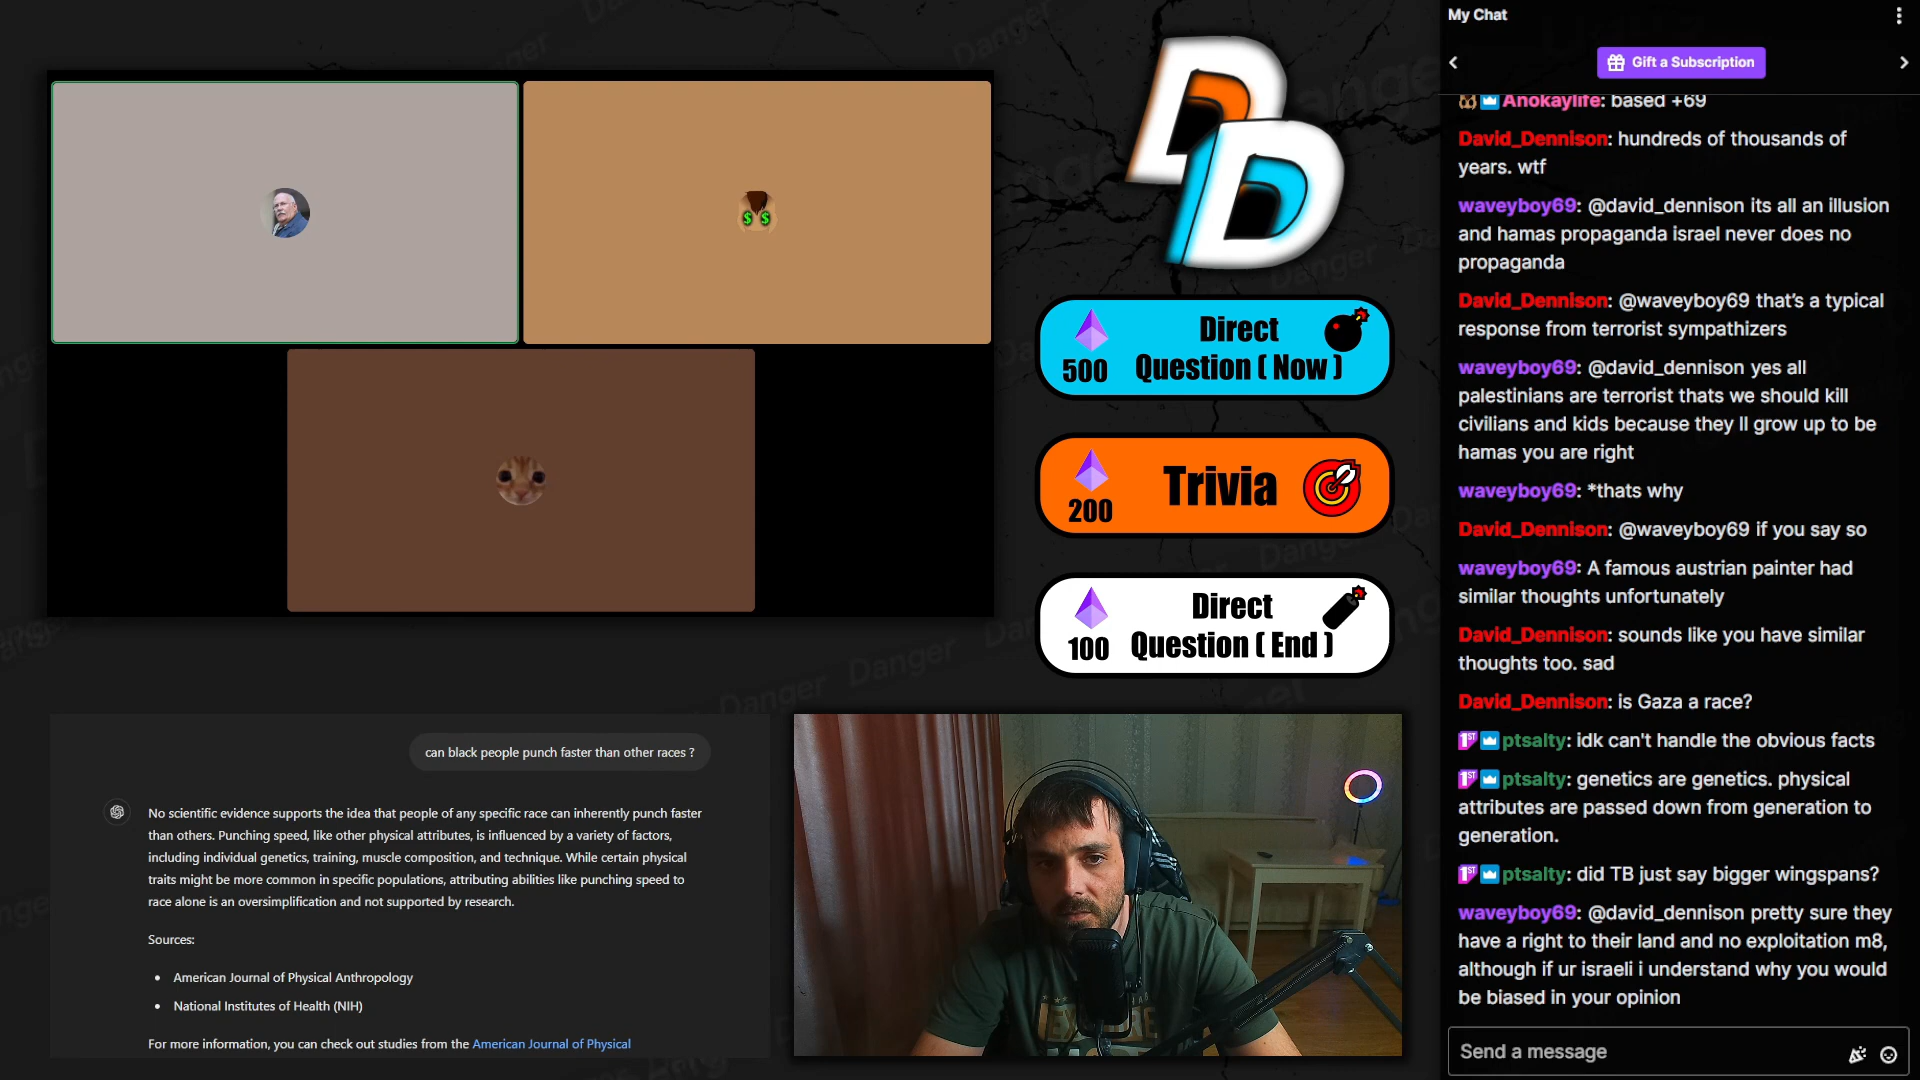 My Chat
Gift a Subscription
Anokaylife: based +69
David_Dennison: hundreds of thousands of
years. wtf
waveyboy69: @david_dennison its all an illusion
and hamas propaganda israel never does no
propaganda
David_Dennison: @waveyboy69 that's a typical
response from terrorist sympathizers
waveyboy69: @david_dennison yes all
palestinians are terrorist thats we should kill
civilians and kids because they ll grow up to be
hamas you are right
waveyboy69: *thats why
David_Dennison: @waveyboy69 if you say so
waveyboy69: A famous austrian painter had
similar thoughts unfortunately
David_Dennison: sounds like you have similar
thoughts too. sad
David_Dennison: is Gaza a race?
1ST ptsalty: idk can't handle the obvious facts
1ST ptsalty: genetics are genetics. physical
attributes are passed down from generation to
generation.
1ST ptsalty: did TB just say bigger wingspans?
waveyboy69: @david_dennison pretty sure they
have a right to their land and no exploitation m8,
although if ur israeli i understand why you would
be biased in your opinion
Send a message
DD
Direct
Question ( Now )
500
Trivia
200
Direct
Question ( End )
100
can black people punch faster than other races ?
No scientific evidence supports the idea that people of any specific race can inherently punch faster
than others. Punching speed, like other physical attributes, is influenced by a variety of factors,
including individual genetics, training, muscle composition, and technique. While certain physical
traits might be more common in specific populations, attributing abilities like punching speed to
race alone is an oversimplification and not supported by research.
Sources:
• American Journal of Physical Anthropology
• National Institutes of Health (NIH)
For more information, you can check out studies from the American Journal of Physical
Danger
Danger
Danger
Danger